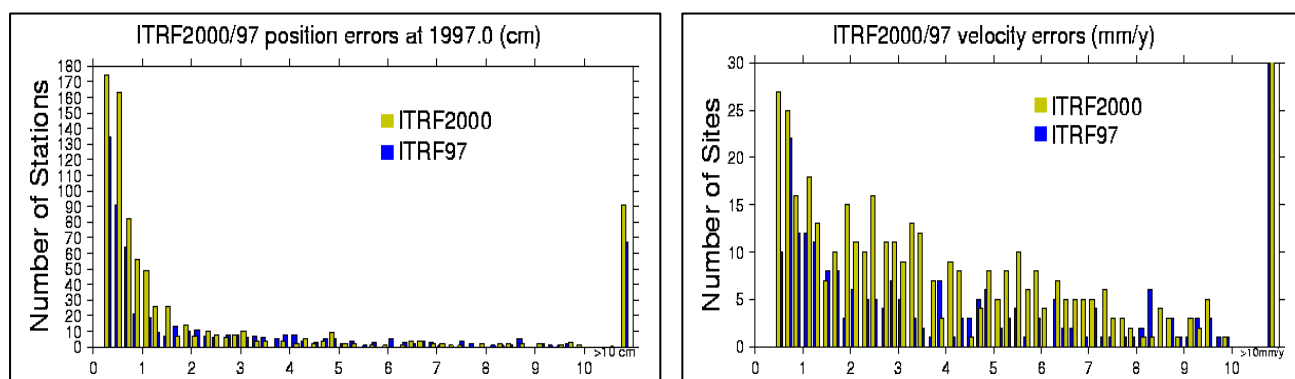 ITRF2000/97 position errors at 1997.0 (cm)
Number of Stations
180
170
160
150
140
130
120
110
100
90
80
70
60
50
40
30
20
10
0
ITRF2000
ITRF97
0 1 2 3 4 5 6 7 8 9 10 >10 cm
ITRF2000/97 velocity errors (mm/y)
Number of Sites
30
25
20
15
10
5
0
ITRF2000
ITRF97
0 1 2 3 4 5 6 7 8 9 10 >10mm/y